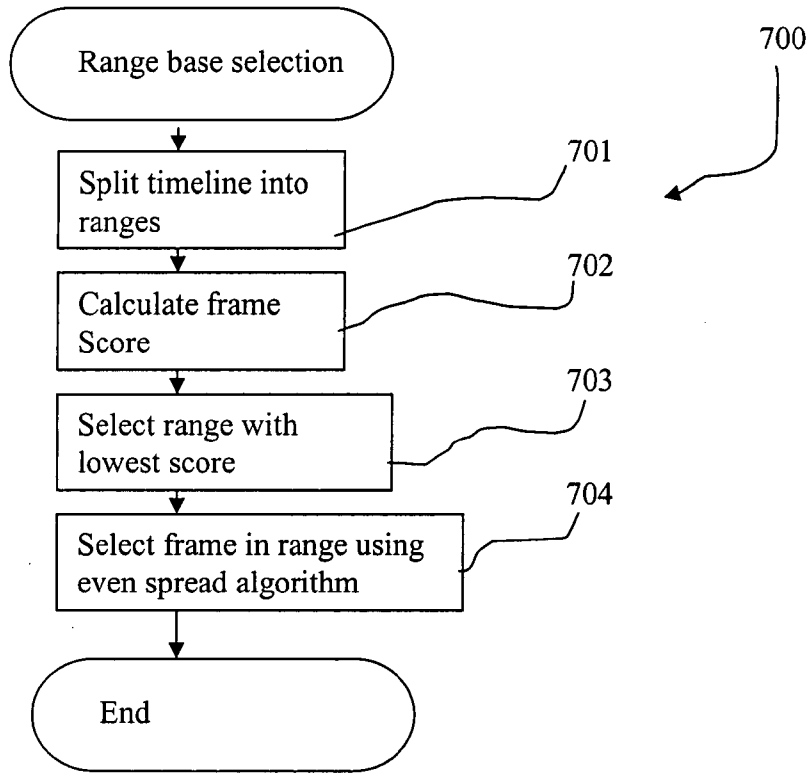 700
Range base selection
701
Split timeline into
ranges
702
Calculate frame
Score
703
Select range with
lowest score
704
Select frame in range using
even spread algorithm
End